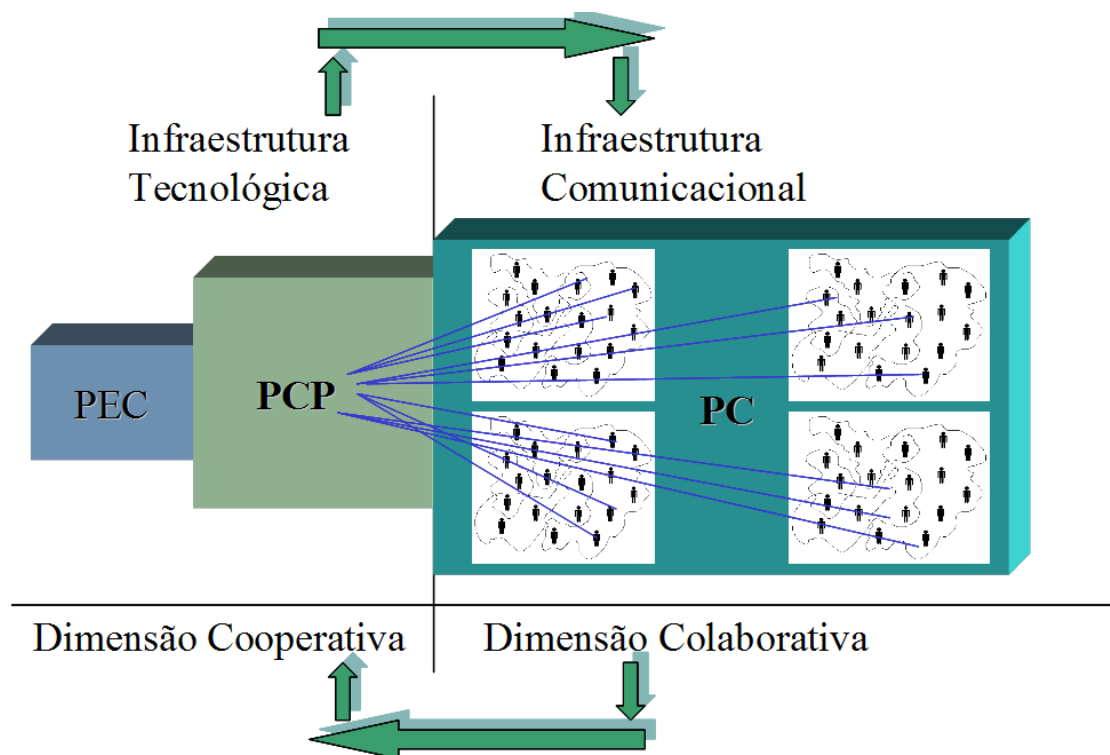 Infraestrutura
Tecnológica
Infraestrutura
Comunicacional
PEC
PCP
PC
Dimensão Cooperativa
Dimensão Colaborativa